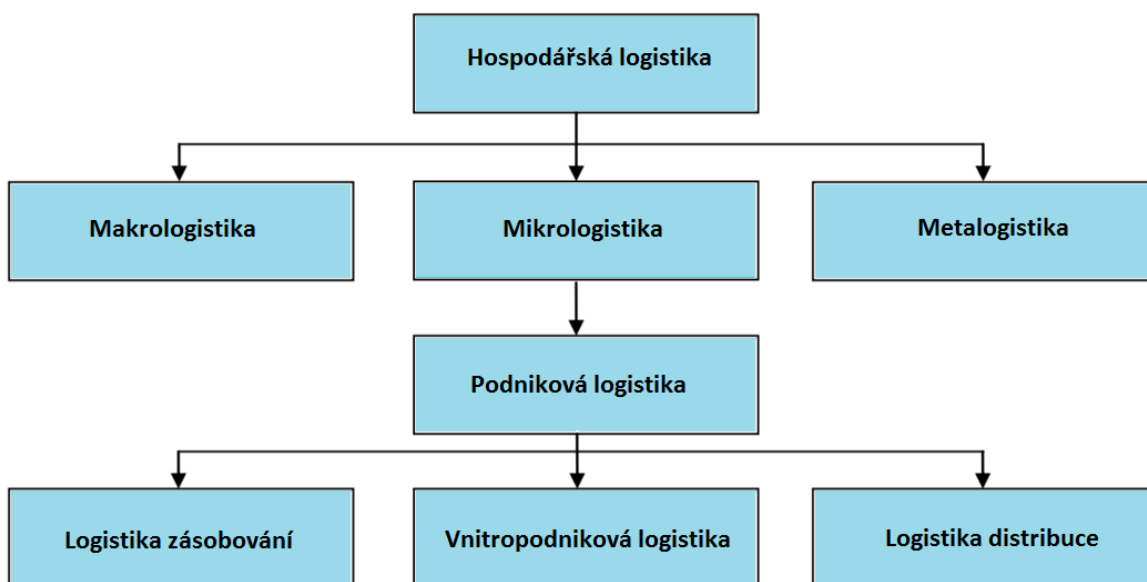 Hospodářská logistika
Makrologistika
Mikrologistika
Metalogistika
Podniková logistika
Logistika zásobování
Vnitropodniková logistika
Logistika distribuce